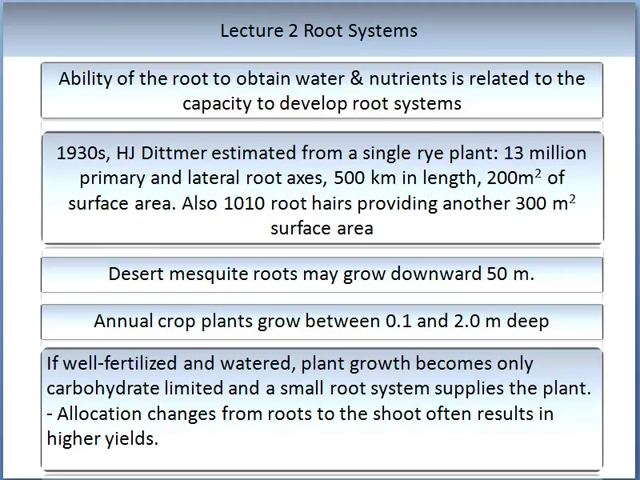 Lecture 2 Root Systems
Ability of the root to obtain water & nutrients is related to the
capacity to develop root systems
1930s, HJ Dittmer estimated from a single rye plant: 13 million
primary and lateral root axes, 500 km in length, 200m² of
surface area. Also 1010 root hairs providing another 300 m²
surface area
Desert mesquite roots may grow downward 50 m.
Annual crop plants grow between 0.1 and 2.0 m deep
If well-fertilized and watered, plant growth becomes only
carbohydrate limited and a small root system supplies the plant.
- Allocation changes from roots to the shoot often results in
higher yields.